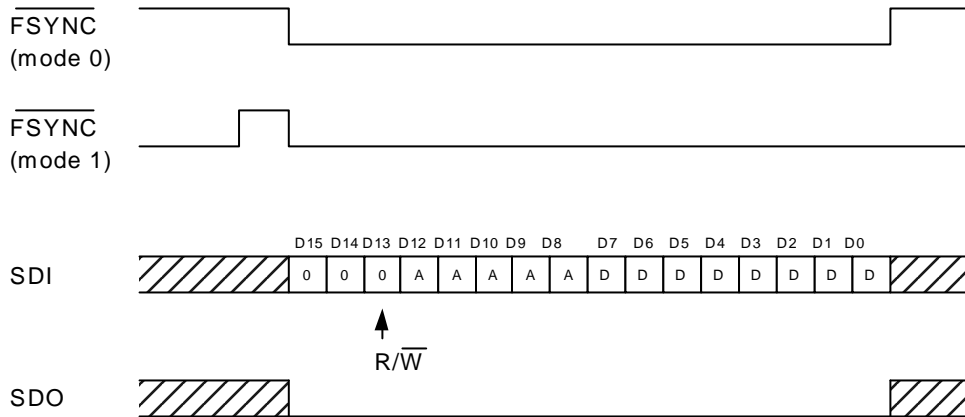 FSYNC
(mode 0)
FSYNC
(mode 1)
D15 D14 D13 D12 D11 D10 D9 D8 D7 D6 D5 D4 D3 D2 D1 D0
SDI 0 0 0 A A A A A D D D D D D D D
R/W
SDO